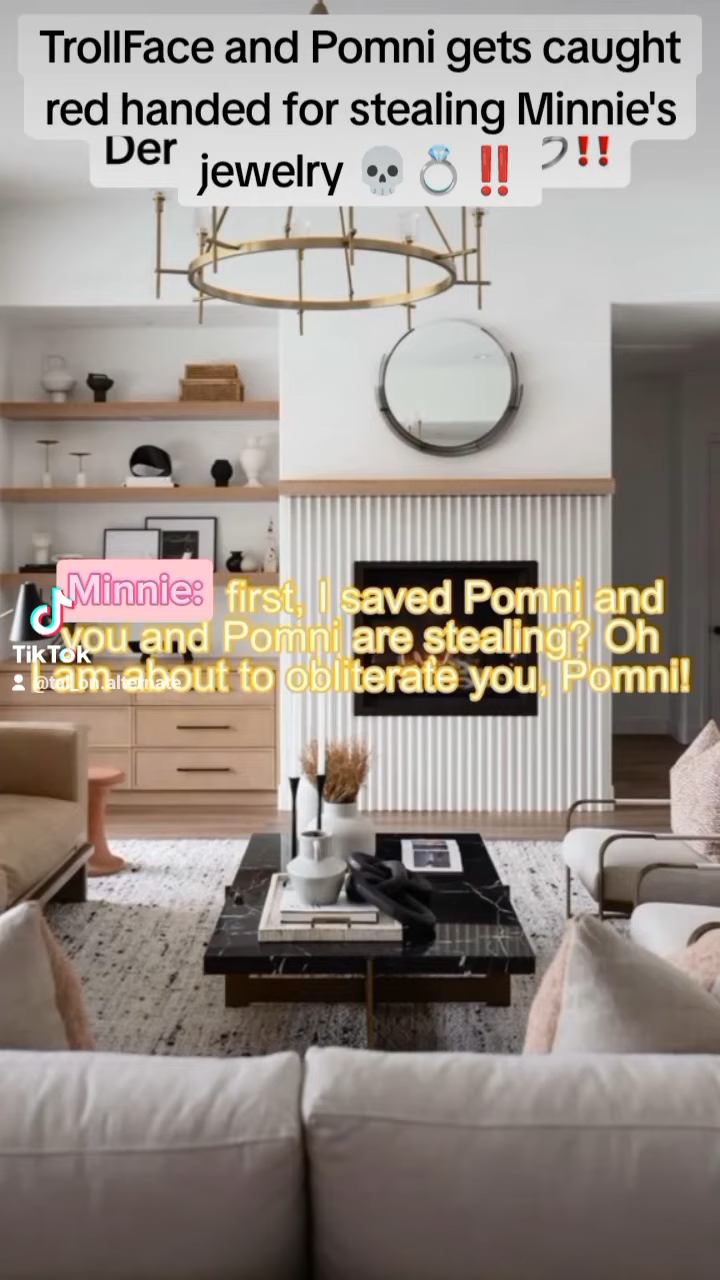 TrollFace and Pomni gets caught
red handed for stealing Minnie's
Der
jewelry 💀 💍 ‼️
‼️
Minnie: first, I saved Pomni and
you and Pomni are stealing? Oh
I am about to obliterate you, Pomni!
TikTok